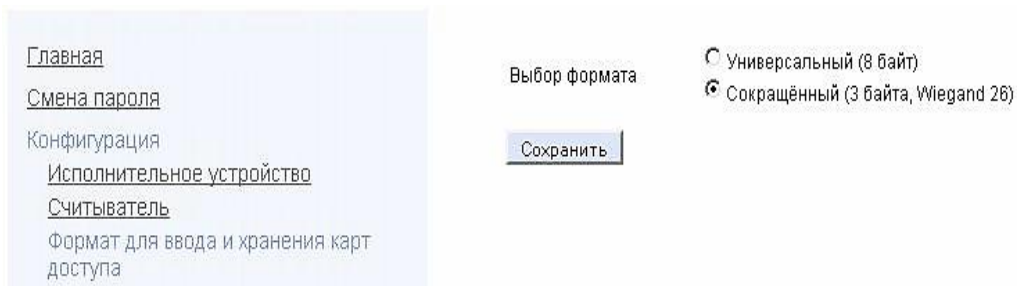 Главная
Смена пароля
Конфигурация
Исполнительное устройство
Считыватель
Формат для ввода и хранения карт
доступа
Выбор формата
Универсальный (8 байт)
Сокращённый (3 байта, Wiegand 26)
Сохранить